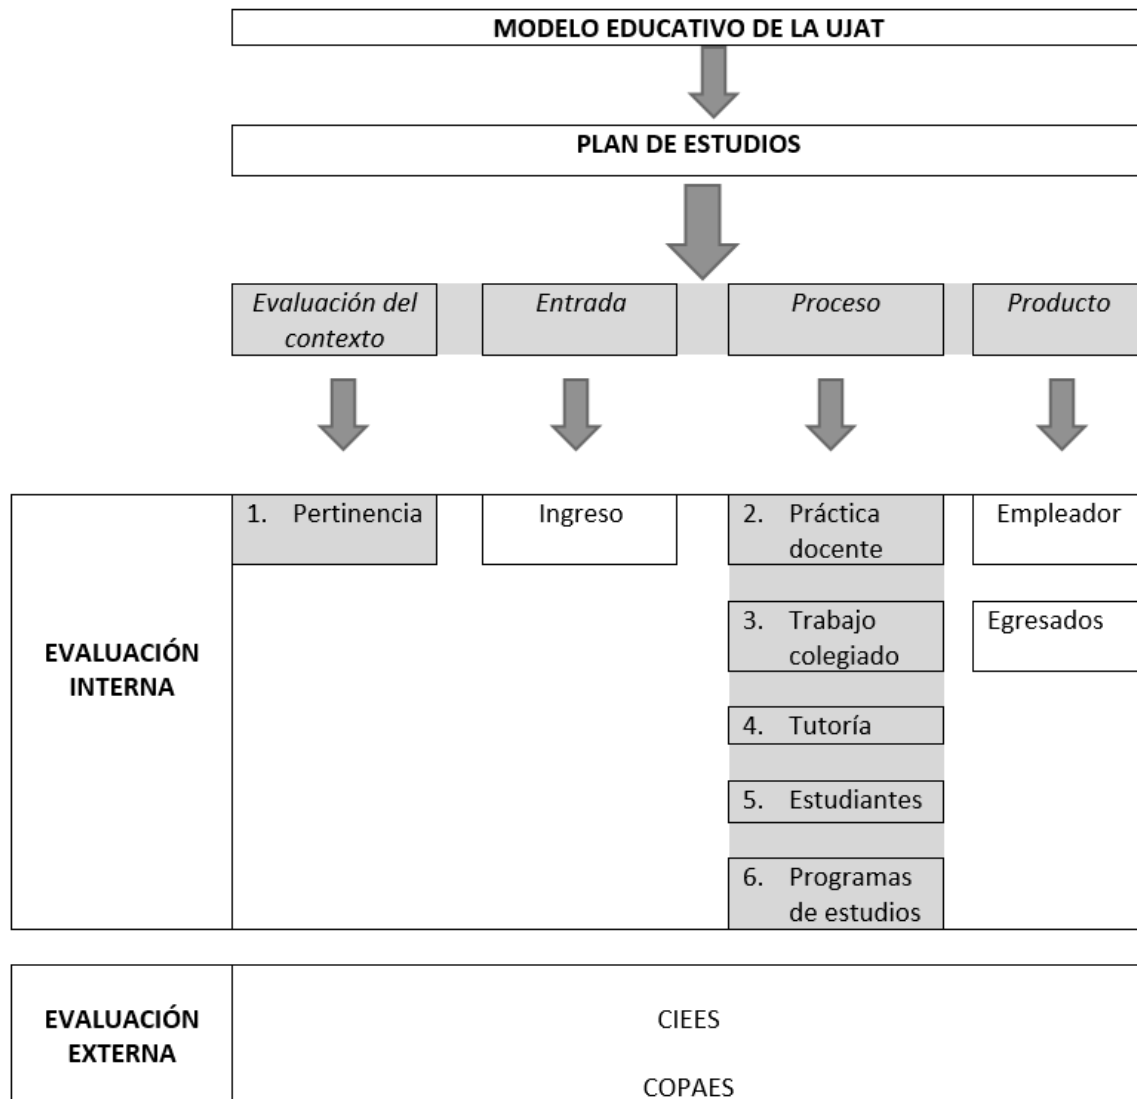 MODELO EDUCATIVO DE LA UJAT
PLAN DE ESTUDIOS
Evaluación del
contexto
Entrada
Proceso
Producto
EVALUACIÓN
INTERNA
1. Pertinencia
Ingreso
2. Práctica
docente
3. Trabajo
colegiado
4. Tutoría
5. Estudiantes
6. Programas
de estudios
Empleador
Egresados
EVALUACIÓN
EXTERNA
CIEES
COPAES